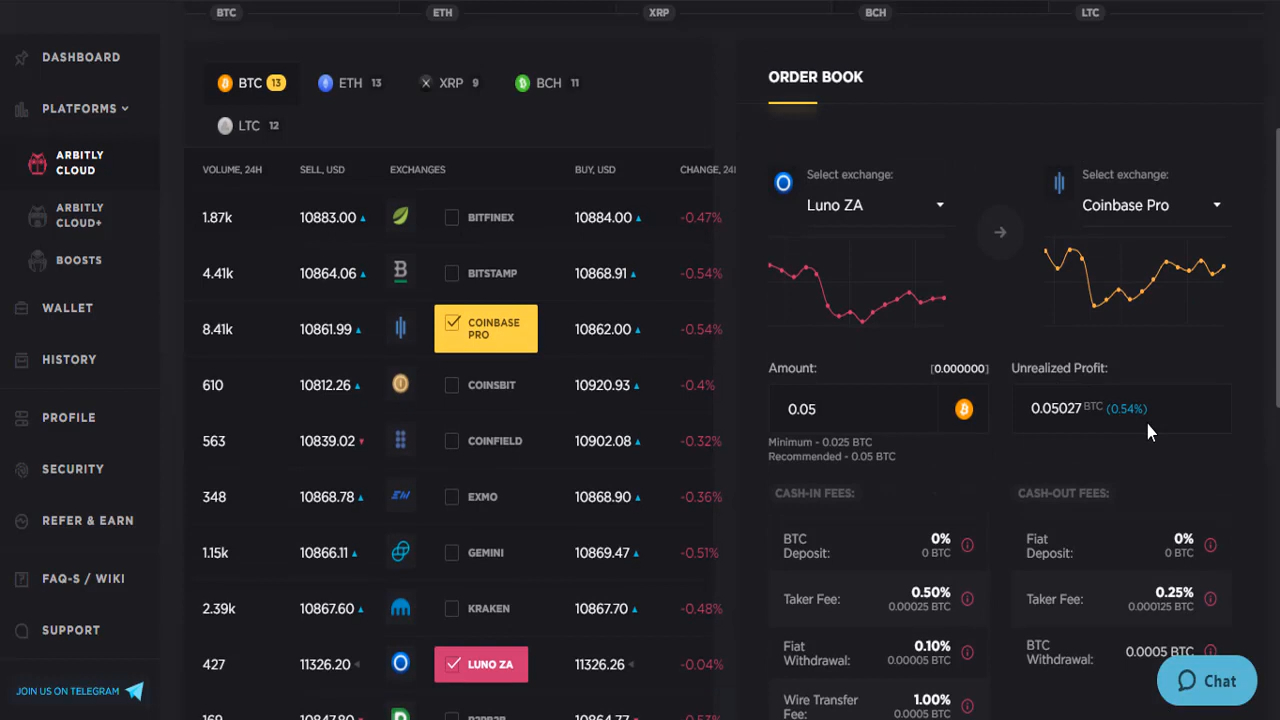 BTC ETH XRP BCH LTC
DASHBOARD
PLATFORMS
ARBITLY
CLOUD
ARBITLY
CLOUD+
BOOSTS
WALLET
HISTORY
PROFILE
SECURITY
REFER & EARN
FAQ-S / WIKI
SUPPORT
JOIN US ON TELEGRAM
BTC 13 ETH 13 XRP 9 BCH 11
LTC 12
VOLUME, 24H SELL, USD EXCHANGES BUY, USD CHANGE, 24
1.87k 10883.00 BITFINEX 10884.00 -0.47%
4.41k 10864.06 BITSTAMP 10868.91 -0.54%
8.41k 10861.99 COINBASE PRO 10862.00 -0.54%
610 10812.26 COINSBIT 10920.93 -0.4%
563 10839.02 COINFIELD 10902.08 -0.32%
348 10868.78 EXMO 10868.90 -0.36%
1.15k 10866.11 GEMINI 10869.47 -0.51%
2.39k 10867.60 KRAKEN 10867.70 -0.48%
427 11326.20 LUNO ZA 11326.26 -0.04%
ORDER BOOK
Select exchange: Select exchange:
Luno ZA Coinbase Pro
Amount: [0.000000] Unrealized Profit:
0.05 0.05027 BTC (0.54%)
Minimum - 0.025 BTC
Recommended - 0.05 BTC
CASH-IN FEES: CASH-OUT FEES:
BTC Deposit: 0% 0 BTC Fiat Deposit: 0% 0 BTC
Taker Fee: 0.50% 0.00025 BTC Taker Fee: 0.25% 0.000125 BTC
Fiat Withdrawal: 0.10% 0.00005 BTC BTC Withdrawal: 0.0005 BTC
Wire Transfer Fee: 1.00% 0.0005 BTC
Chat